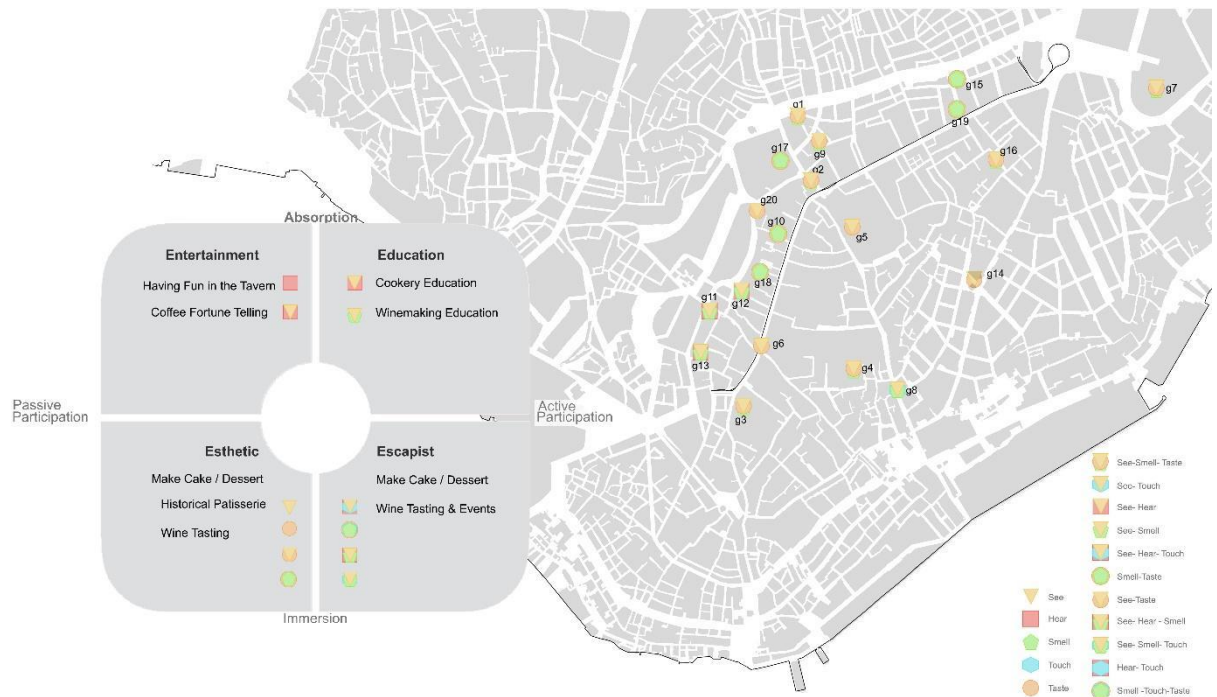 Absorption
Entertainment
Having Fun in the Tavern
Coffee Fortune Telling
Education
Cookery Education
Winemaking Education
Passive
Participation
Active
Participation
Esthetic
Make Cake / Dessert
Historical Patisserie
Wine Tasting
Escapist
Make Cake / Dessert
Wine Tasting & Events
Immersion
g1
g15
g7
g19
g9
g17
g16
g2
g20
g10
g5
g18
g14
g12
g11
g6
g13
g4
g8
g3
See
Hear
Smell
Touch
Taste
See-Smell- Taste
See- Touch
See- Hear
See- Smell
See- Hear-Touch
Smell-Taste
See-Taste
See- Hear - Smell
See- Smell-Touch
Hear- Touch
Smell -Touch-Taste